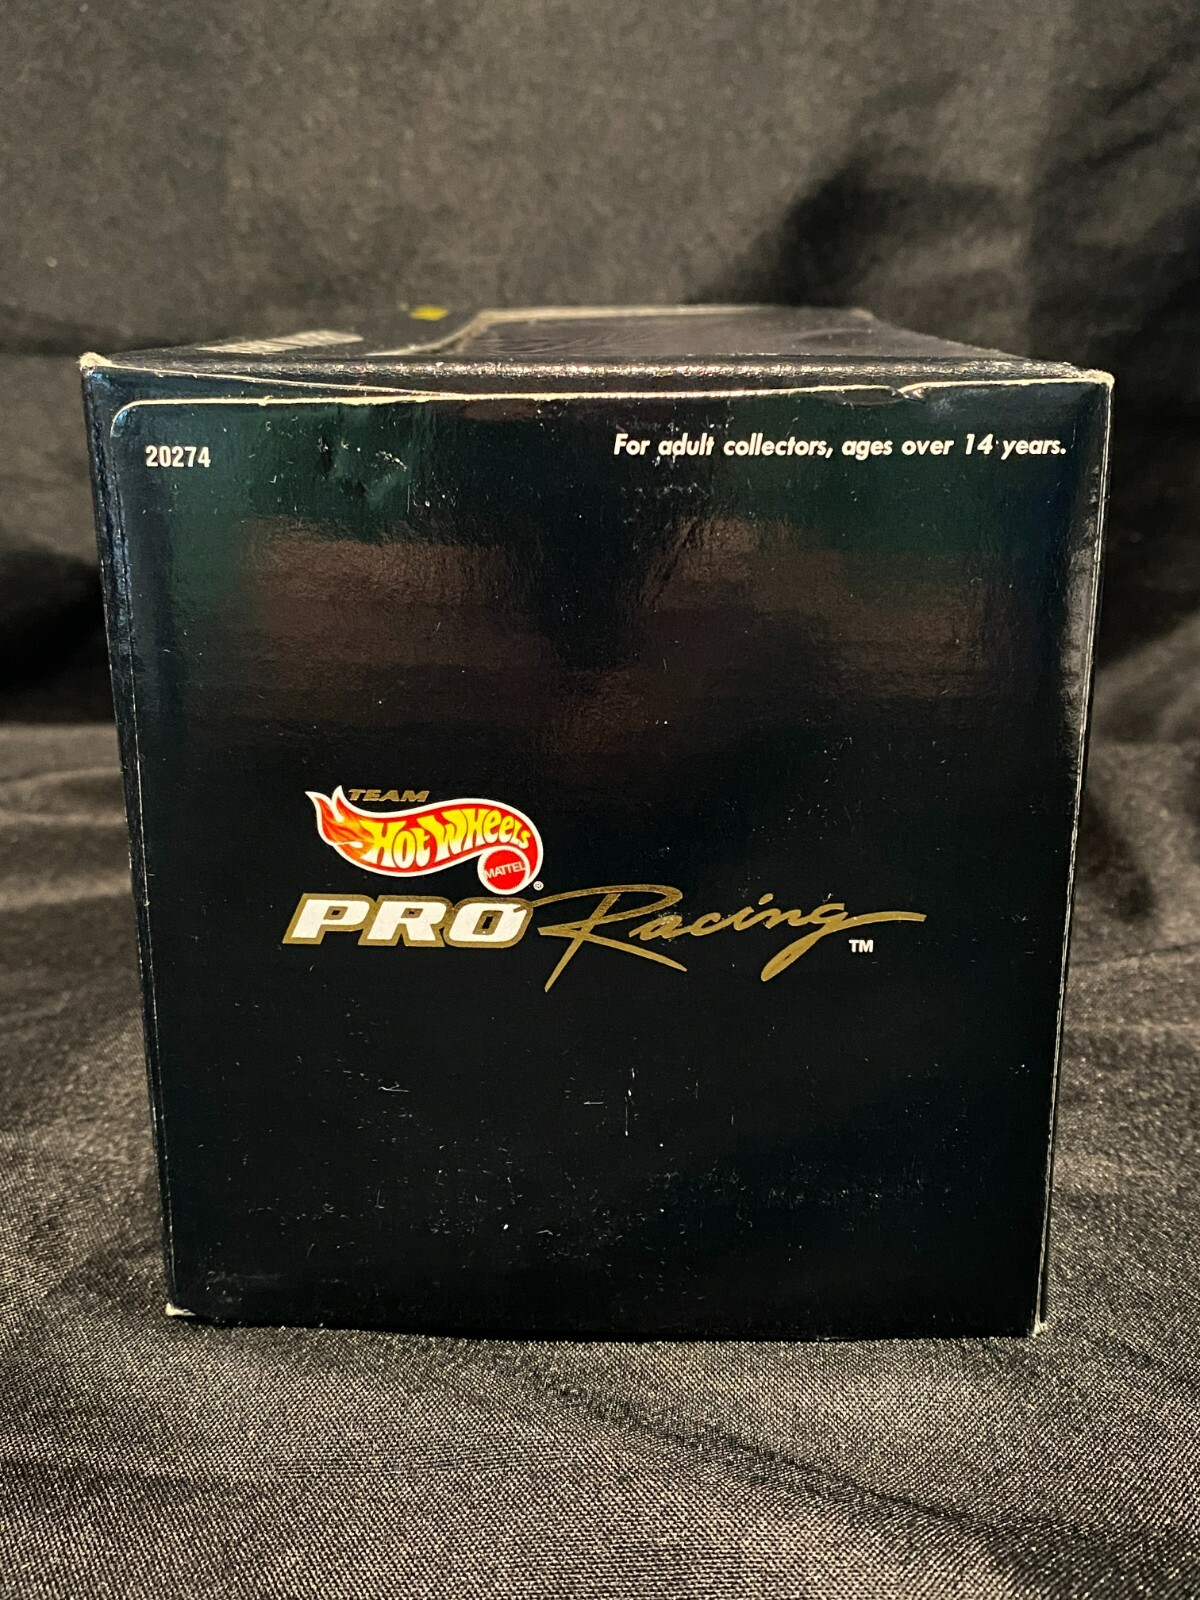 20274
For adult collectors, ages over 14 years.
TEAM
HOT WHEELS
MATTEL
®
PRO Racing
TM